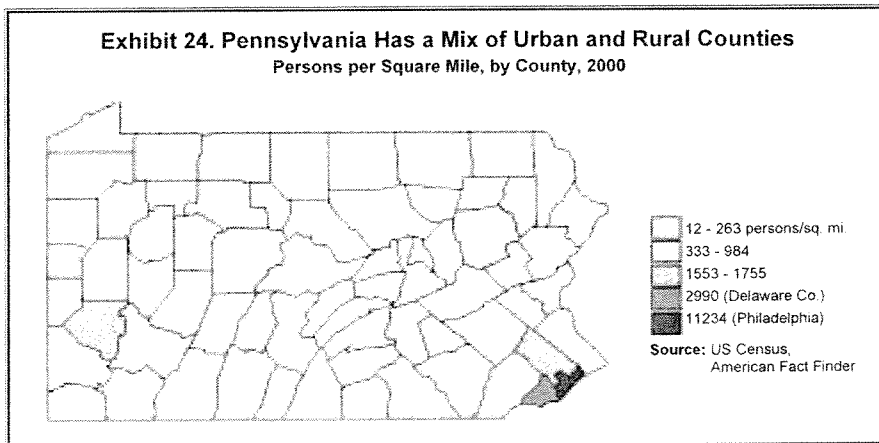 Exhibit 24. Pennsylvania Has a Mix of Urban and Rural Counties
Persons per Square Mile, by County, 2000
12 - 263 persons/sq. mi.
333 - 984
1553 - 1755
2990 (Delaware Co.)
11234 (Philadelphia)
Source: US Census,
American Fact Finder